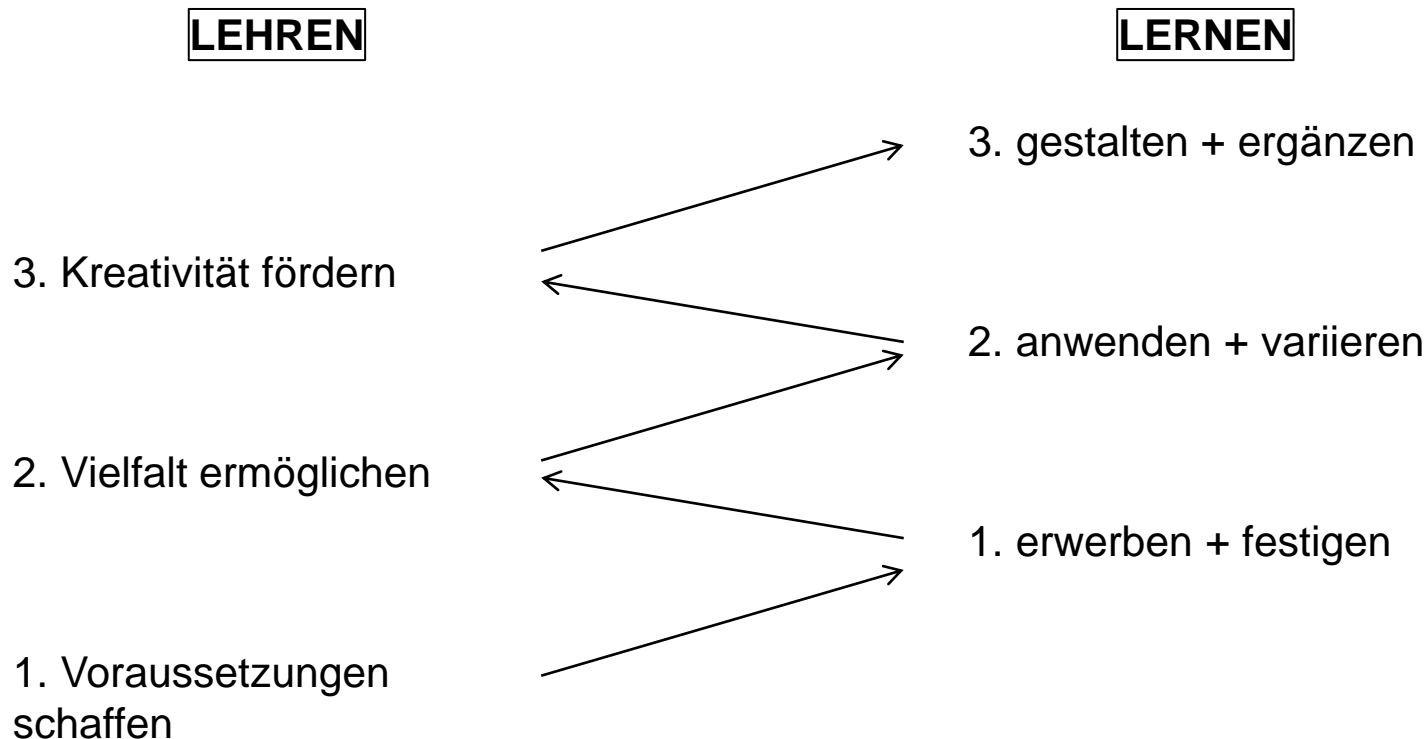 LEHREN
LERNEN
3. gestalten + ergänzen
3. Kreativität fördern
2. anwenden + variieren
2. Vielfalt ermöglichen
1. erwerben + festigen
1. Voraussetzungen
schaffen